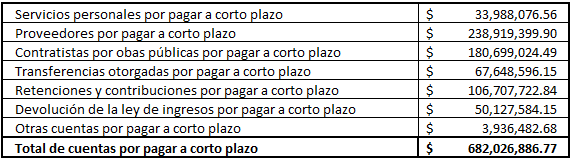 Servicios personales por pagar a corto plazo $ 33,988,076.56
Proveedores por pagar a corto plazo $ 238,919,399.90
Contratistas por obas públicas por pagar a corto plazo $ 180,699,024.49
Transferencias otorgadas por pagar a corto plazo $ 67,648,596.15
Retenciones y contribuciones por pagar a corto plazo $ 106,707,722.84
Devolución de la ley de ingresos por pagar a corto plazo $ 50,127,584.15
Otras cuentas por pagar a corto plazo $ 3,936,482.68
Total de cuentas por pagar a corto plazo $ 682,026,886.77